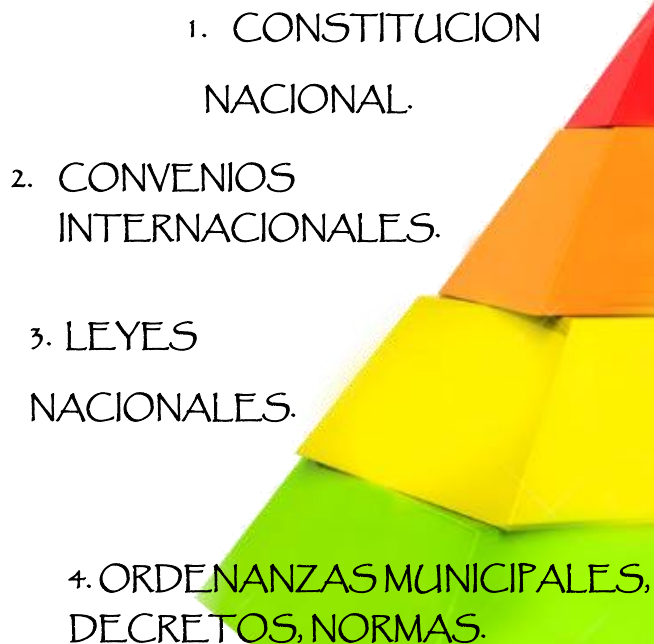 1. CONSTITUCION
NACIONAL.
2. CONVENIOS
INTERNACIONALES.
3. LEYES
NACIONALES.
4. ORDENANZAS MUNICIPALES,
DECRETOS, NORMAS.